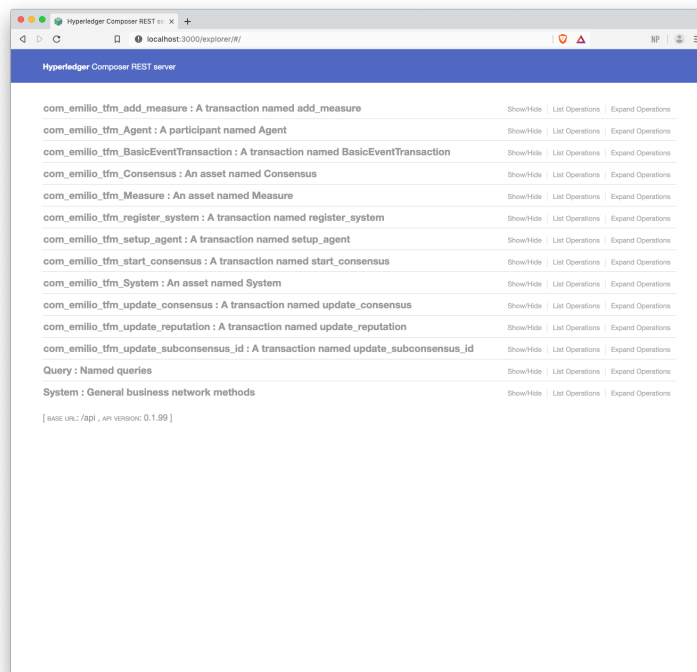 Hyperledger Composer REST se
localhost:3000/explorer/#/
NP
Hyperledger Composer REST server
com_emilio_tfm_add_measure : A transaction named add_measure Show/Hide List Operations Expand Operations
com_emilio_tfm_Agent : A participant named Agent Show/Hide List Operations Expand Operations
com_emilio_tfm_BasicEventTransaction : A transaction named BasicEventTransaction Show/Hide List Operations Expand Operations
com_emilio_tfm_Consensus : An asset named Consensus Show/Hide List Operations Expand Operations
com_emilio_tfm_Measure : An asset named Measure Show/Hide List Operations Expand Operations
com_emilio_tfm_register_system : A transaction named register_system Show/Hide List Operations Expand Operations
com_emilio_tfm_setup_agent : A transaction named setup_agent Show/Hide List Operations Expand Operations
com_emilio_tfm_start_consensus : A transaction named start_consensus Show/Hide List Operations Expand Operations
com_emilio_tfm_System : An asset named System Show/Hide List Operations Expand Operations
com_emilio_tfm_update_consensus : A transaction named update_consensus Show/Hide List Operations Expand Operations
com_emilio_tfm_update_reputation : A transaction named update_reputation Show/Hide List Operations Expand Operations
com_emilio_tfm_update_subconsensus_id : A transaction named update_subconsensus_id Show/Hide List Operations Expand Operations
Query : Named queries Show/Hide List Operations Expand Operations
System : General business network methods Show/Hide List Operations Expand Operations
[ BASE URL: /api , API VERSION: 0.1.99 ]